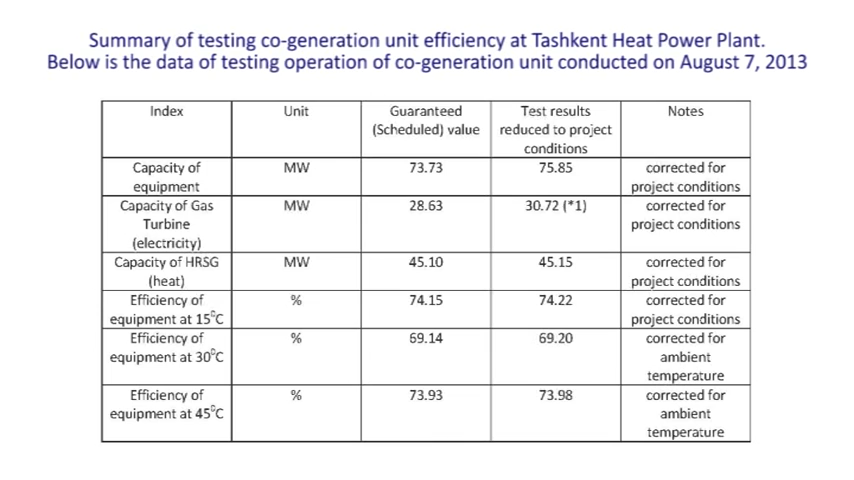 Summary of testing co-generation unit efficiency at Tashkent Heat Power Plant.
Below is the data of testing operation of co-generation unit conducted on August 7, 2013
Index Unit Guaranteed (Scheduled) value Test results reduced to project conditions Notes
Capacity of equipment MW 73.73 75.85 corrected for project conditions
Capacity of Gas Turbine (electricity) MW 28.63 30.72 (*1) corrected for project conditions
Capacity of HRSG (heat) MW 45.10 45.15 corrected for project conditions
Efficiency of equipment at 15°C % 74.15 74.22 corrected for project conditions
Efficiency of equipment at 30°C % 69.14 69.20 corrected for ambient temperature
Efficiency of equipment at 45°C % 73.93 73.98 corrected for ambient temperature